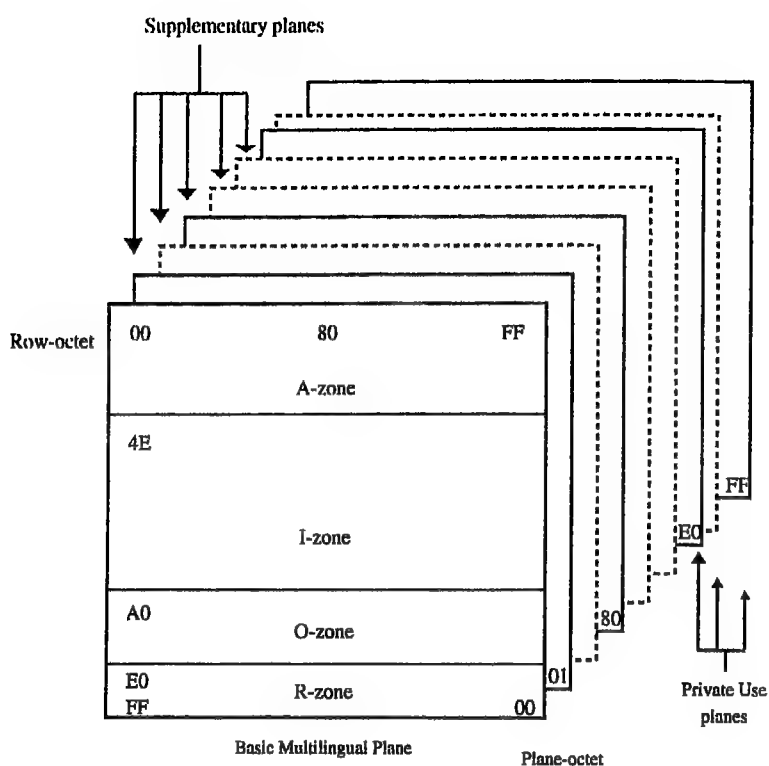 Supplementary planes
Row-octet
00 80 FF
A-zone
4E
I-zone
A0
O-zone
E0
R-zone
FF
00
01
80
E0
FF
Private Use
planes
Basic Multilingual Plane
Plane-octet